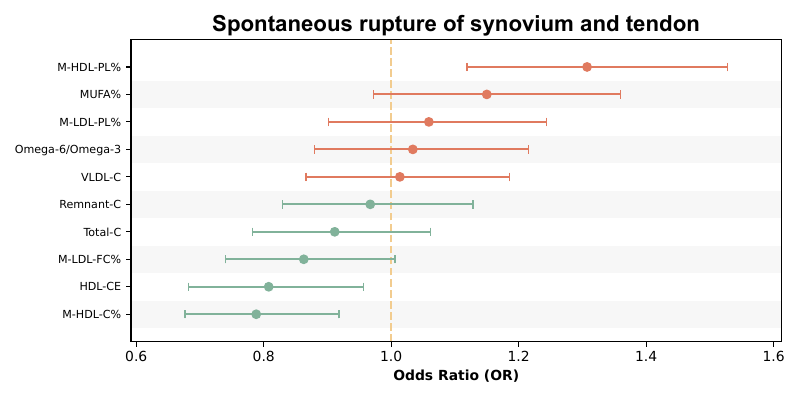 Spontaneous rupture of synovium and tendon
M-HDL-PL%
MUFA%
M-LDL-PL%
Omega-6/Omega-3
VLDL-C
Remnant-C
Total-C
M-LDL-FC%
HDL-CE
M-HDL-C%
0.6 0.8 1.0 1.2 1.4 1.6
Odds Ratio (OR)